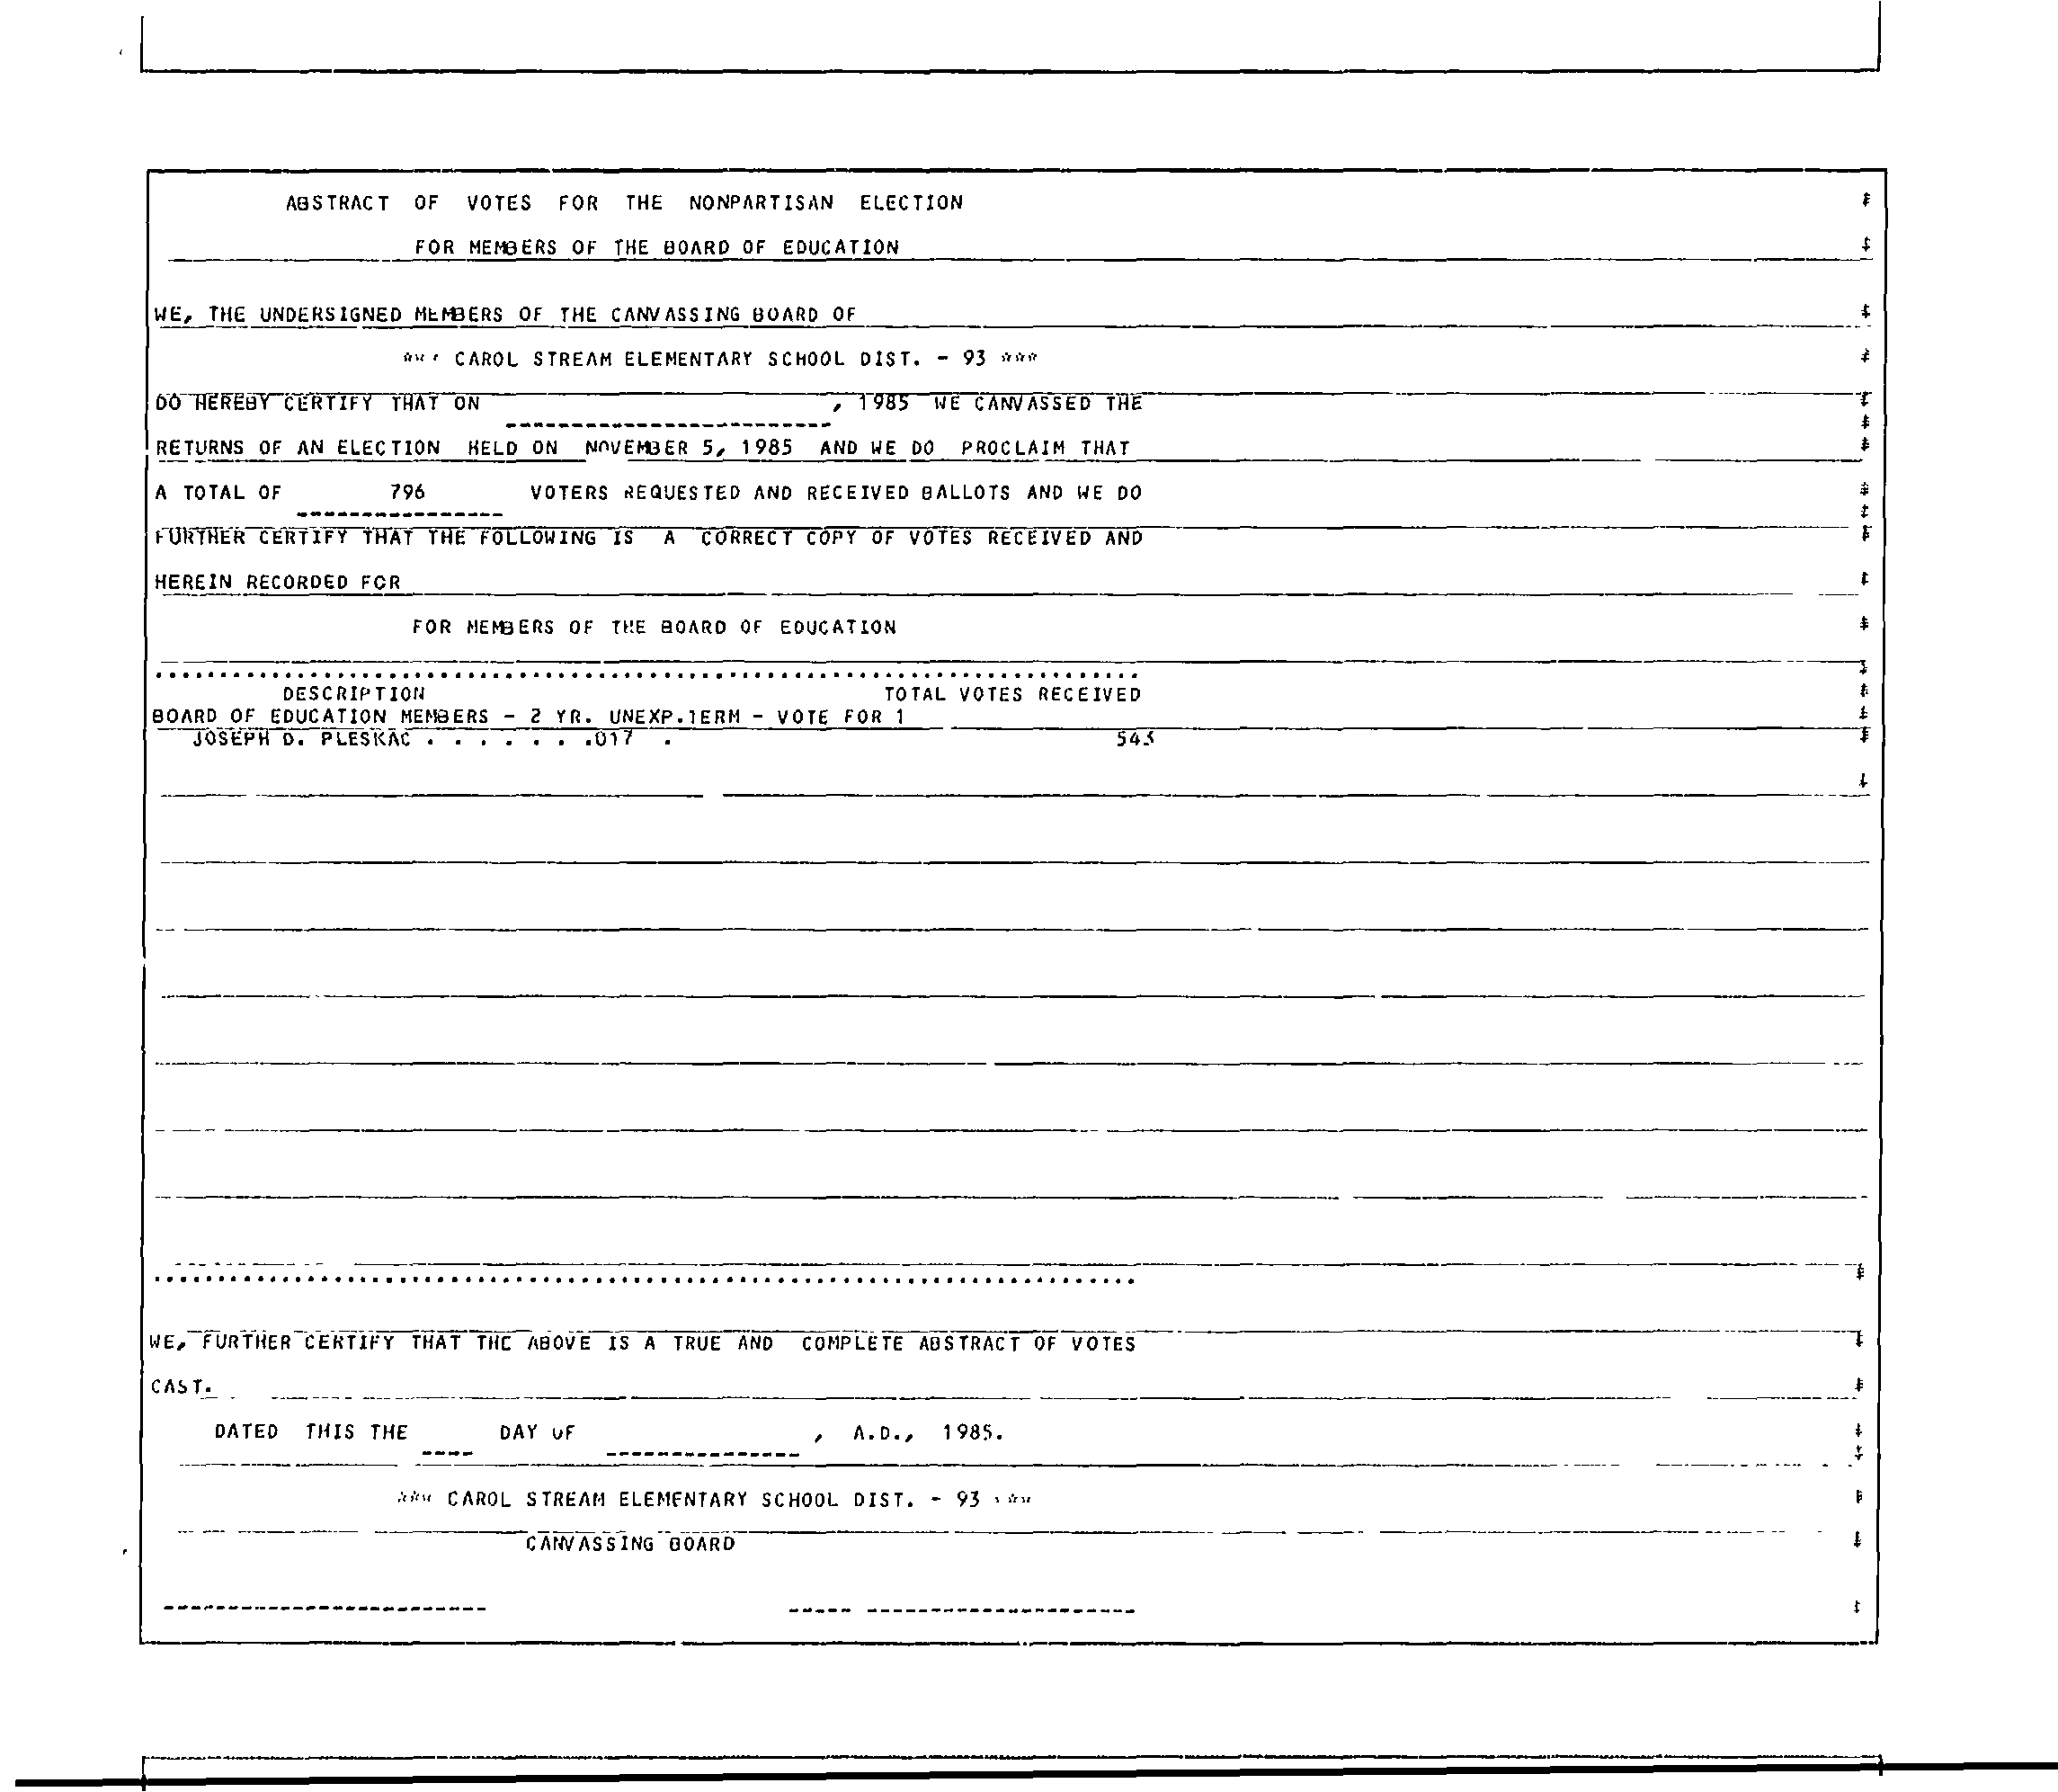 ABSTRACT OF VOTES FOR THE NONPARTISAN ELECTION
FOR MEMBERS OF THE BOARD OF EDUCATION
WE, THE UNDERSIGNED MEMBERS OF THE CANVASSING BOARD OF
*** CAROL STREAM ELEMENTARY SCHOOL DIST. - 93 ***
DO HEREBY CERTIFY THAT ON , 1985 WE CANVASSED THE
RETURNS OF AN ELECTION HELD ON NOVEMBER 5, 1985 AND WE DO PROCLAIM THAT
A TOTAL OF 796 VOTERS REQUESTED AND RECEIVED BALLOTS AND WE DO
FURTHER CERTIFY THAT THE FOLLOWING IS A CORRECT COPY OF VOTES RECEIVED AND
HEREIN RECORDED FOR
FOR MEMBERS OF THE BOARD OF EDUCATION
DESCRIPTION TOTAL VOTES RECEIVED
BOARD OF EDUCATION MEMBERS - 2 YR. UNEXP.TERM - VOTE FOR 1
JOSEPH D. PLESKAC . . . . . . .017 . 543
WE, FURTHER CERTIFY THAT THE ABOVE IS A TRUE AND COMPLETE ABSTRACT OF VOTES
CAST.
DATED THIS THE DAY OF , A.D., 1985.
*** CAROL STREAM ELEMENTARY SCHOOL DIST. - 93 ***
CANVASSING BOARD